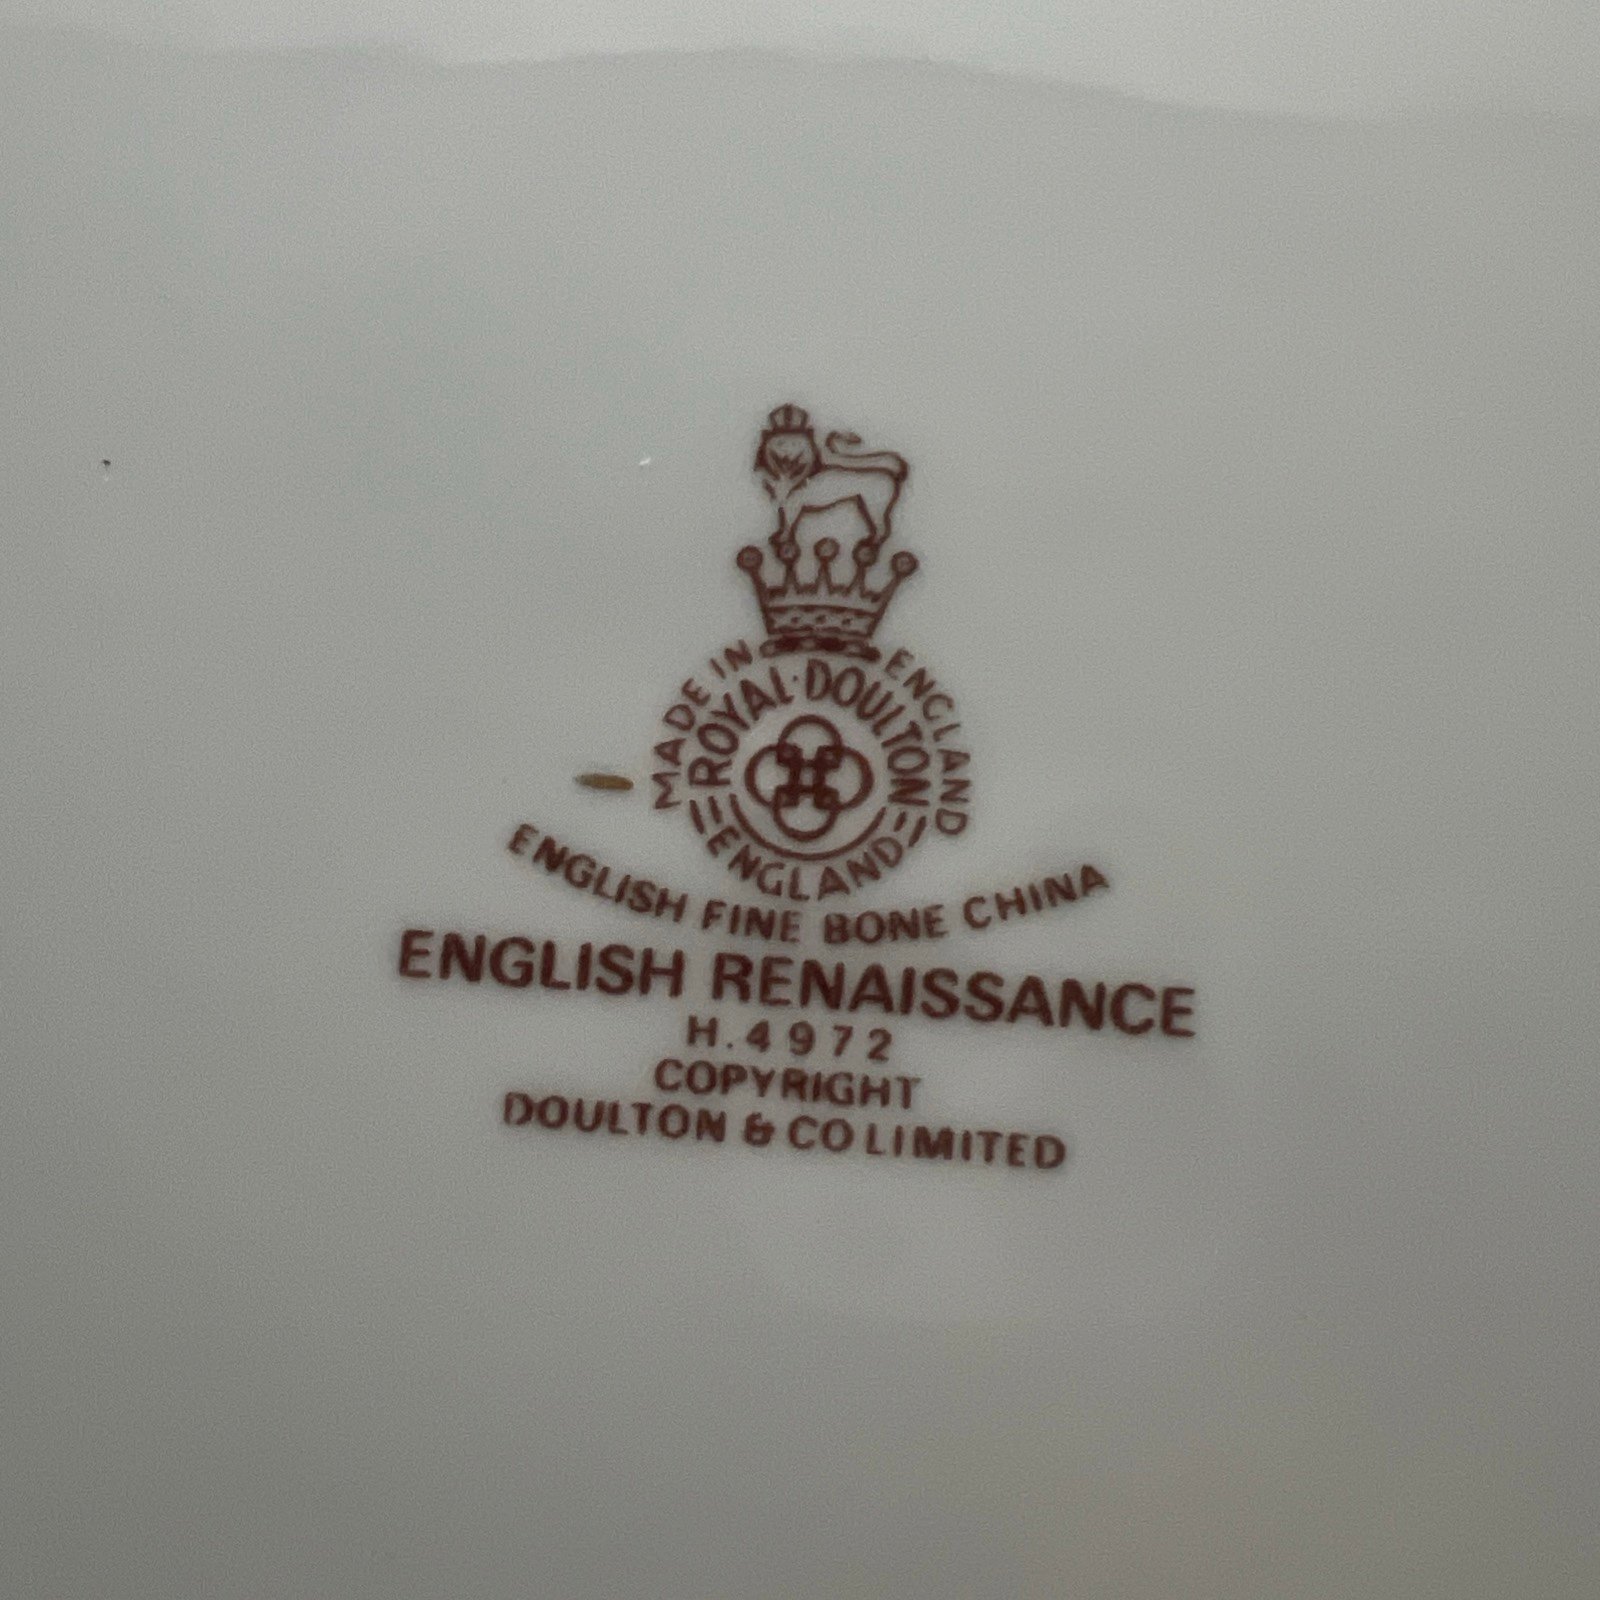 MADE IN ENGLAND
ROYAL·DOULTON
ENGLAND
ENGLISH FINE BONE CHINA
ENGLISH RENAISSANCE
H.4972
COPYRIGHT
DOULTON & CO LIMITED